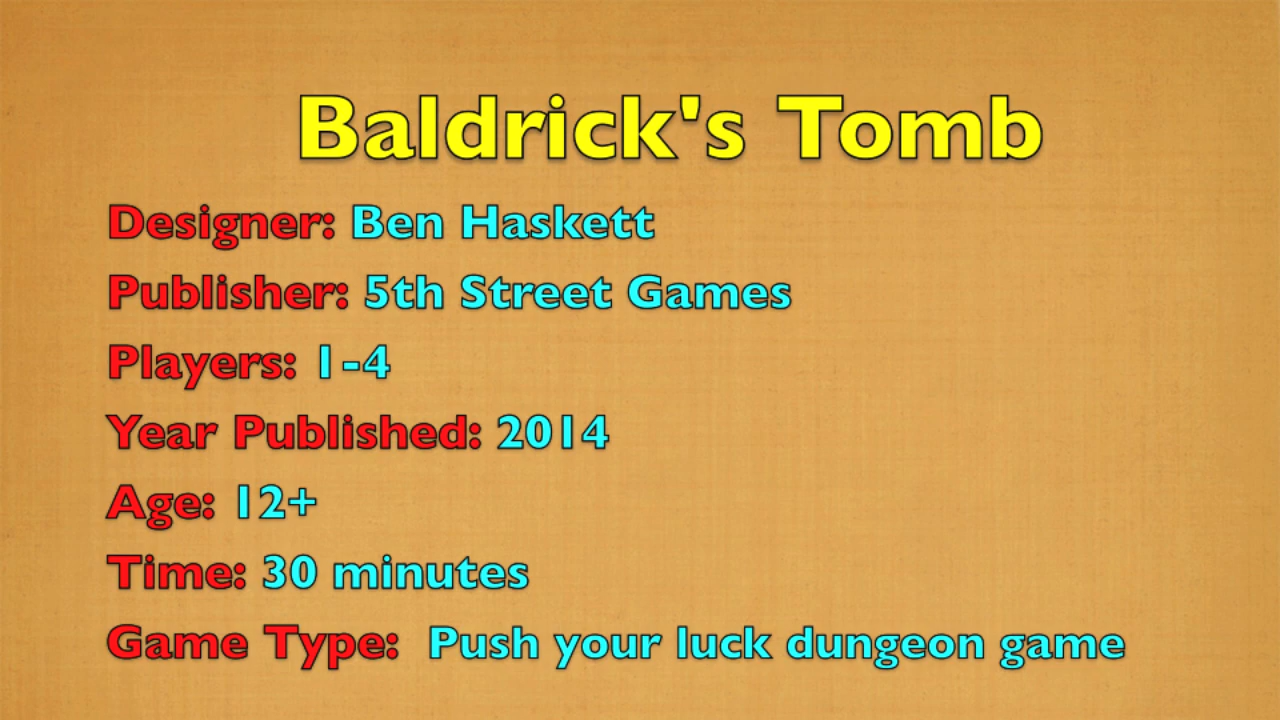 Baldrick's Tomb
Designer: Ben Haskett
Publisher: 5th Street Games
Players: 1-4
Year Published: 2014
Age: 12+
Time: 30 minutes
Game Type: Push your luck dungeon game